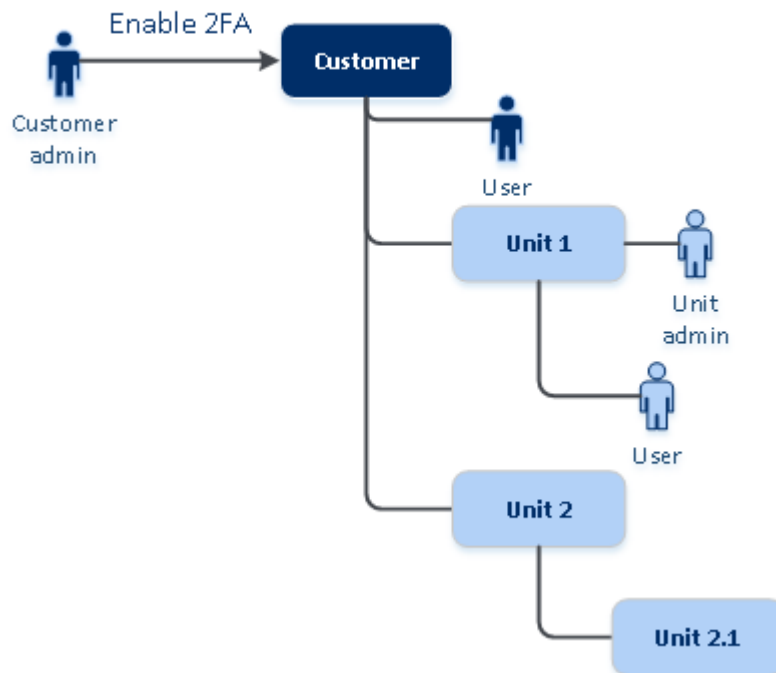 Enable 2FA
Customer
Customer
admin
User
Unit 1
Unit
admin
User
Unit 2
Unit 2.1